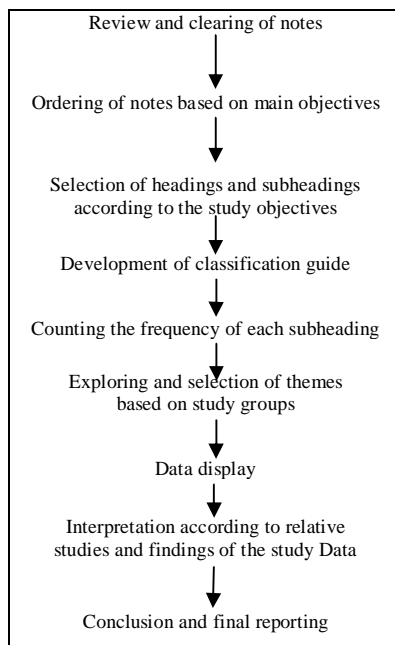 Review and clearing of notes
Ordering of notes based on main objectives
Selection of headings and subheadings
according to the study objectives
Development of classification guide
Counting the frequency of each subheading
Exploring and selection of themes
based on study groups
Data display
Interpretation according to relative
studies and findings of the study Data
Conclusion and final reporting